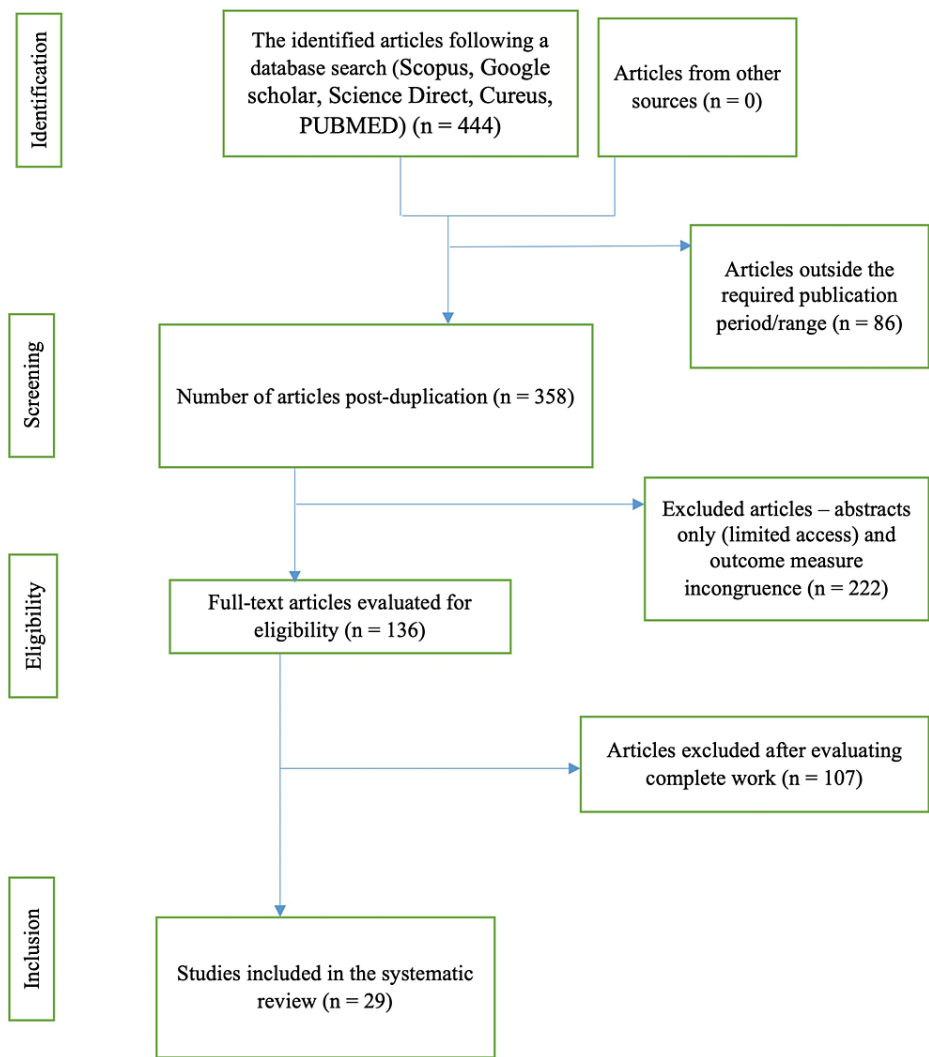 Identification
The identified articles following a
database search (Scopus, Google
scholar, Science Direct, Cureus,
PUBMED) (n = 444)
Articles from other
sources (n = 0)
Articles outside the
required publication
period/range (n = 86)
Screening
Number of articles post-duplication (n = 358)
Excluded articles – abstracts
only (limited access) and
outcome measure
incongruence (n = 222)
Eligibility
Full-text articles evaluated for
eligibility (n = 136)
Articles excluded after evaluating
complete work (n = 107)
Inclusion
Studies included in the systematic
review (n = 29)